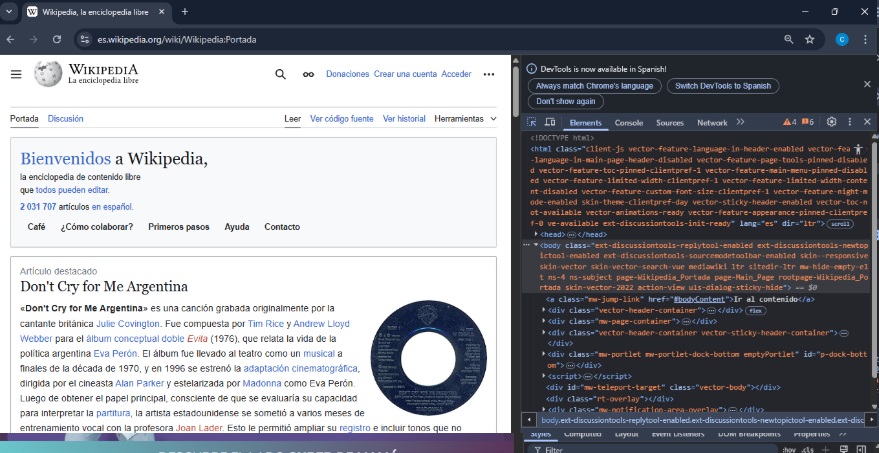 Wikipedia, la enciclopedia libre
es.wikipedia.org/wiki/Wikipedia:Portada
C
WIKIPEDIA
La enciclopedia libre
Donaciones Crear una cuenta Acceder
Portada Discusión Leer Ver código fuente Ver historial Herramientas
Bienvenidos a Wikipedia,
la enciclopedia de contenido libre
que todos pueden editar.
2 031 707 artículos en español.
Café ¿Cómo colaborar? Primeros pasos Ayuda Contacto
Artículo destacado
Don't Cry for Me Argentina
«Don't Cry for Me Argentina» es una canción grabada originalmente por la
cantante britänica Julie Covington. Fue compuesta por Tim Rice y Andrew Lloyd
Webber para el álbum conceptual doble Evita (1976), que relata la vida de la
política argentina Eva Perón. El álbum fue llevado al teatro como un musical a
finales de la década de 1970, y en 1996 se estrenó la adaptación cinematográfica,
dirigida por el cineasta Alan Parker y estelarizada por Madonna como Eva Perón.
Luego de obtener el papel principal, consciente de que se evaluaría su capacidad
para interpretar la partitura, la artista estadounidense se sometió a varios meses de
entrenamiento vocal con la profesora Joan Lader. Esto le permitió ampliar su registro e incluir tonos que no
DevTools is now available in Spanish!
Always match Chrome's language Switch DevTools to Spanish
Don't show again
Elements Console Sources Network 4 6
<!DOCTYPE html>
<html class="client-js vector-feature-language-in-header-enabled vector-fea
-language-in-main-page-header-disabled vector-feature-page-tools-pinned-disable
d vector-feature-toc-pinned-clientpref-1 vector-feature-main-menu-pinned-disabl
ed vector-feature-limited-width-clientpref-1 vector-feature-limited-width-conte
nt-disabled vector-feature-custom-font-size-clientpref-1 vector-feature-night-m
ode-enabled skin-theme-clientpref-day vector-sticky-header-enabled vector-toc-n
ot-available vector-animations-ready vector-feature-appearance-pinned-clientpre
f-0 ve-available ext-discussiontools-init-ready" lang="es" dir="ltr"> scroll
<head> … </head>
<body class="ext-discussiontools-replytool-enabled ext-discussiontools-newtop
ictool-enabled ext-discussiontools-sourcemodetoolbar-enabled skin--responsive
skin-vector skin-vector-search-vue mediawiki ltr sitedir-ltr mw-hide-empty-el
t ns-4 ns-subject page-Wikipedia_Portada page-Main_Page rootpage-Wikipedia_Po
rtada skin-vector-2022 action-view uls-dialog-sticky-hide"> == $0
<a class="mw-jump-link" href="#bodyContent">Ir al contenido</a>
<div class="vector-header-container"> … </div> flex
<div class="mw-page-container"> … </div>
<div class="vector-header-container vector-sticky-header-container"> …
</div>
<div class="mw-portlet mw-portlet-dock-bottom emptyPortlet" id="p-dock-bott
om"> … </div>
<script> … </script>
<div id="mw-teleport-target" class="vector-body"></div>
<div class="rt-overlay"></div>
<div class="mw-notification-area-overlay"> … </div>
body.ext-discussiontools-replytool-enabled.ext-discussiontools-newtopictool-enabled.ext-disc
Styles Computed Layout Event Listeners DOM Breakpoints Properties
Filter :hov .cls